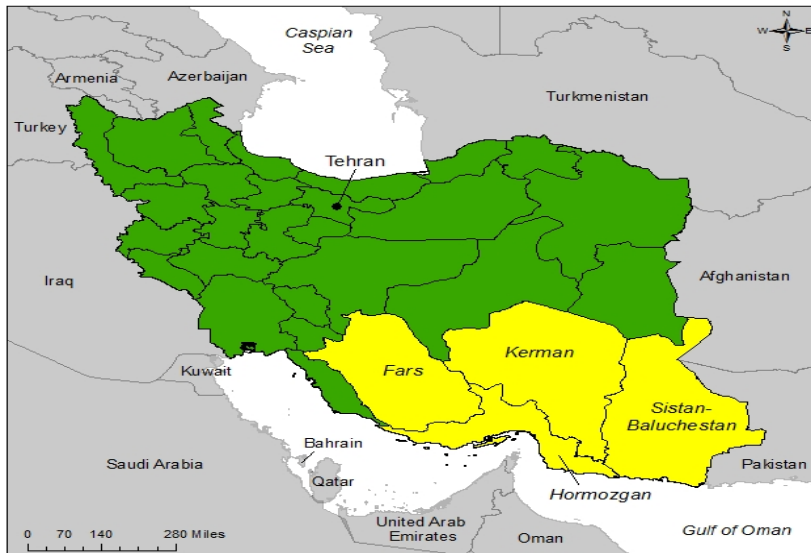 N
W E
S
Caspian
Sea
Armenia
Azerbaijan
Turkmenistan
Turkey
Tehran
Iraq
Afghanistan
Kerman
Fars
Kuwait
Sistan-
Baluchestan
Bahrain
Saudi Arabia
Pakistan
Qatar
Hormozgan
United Arab
Emirates
Oman
Gulf of Oman
0 70 140 280 Miles